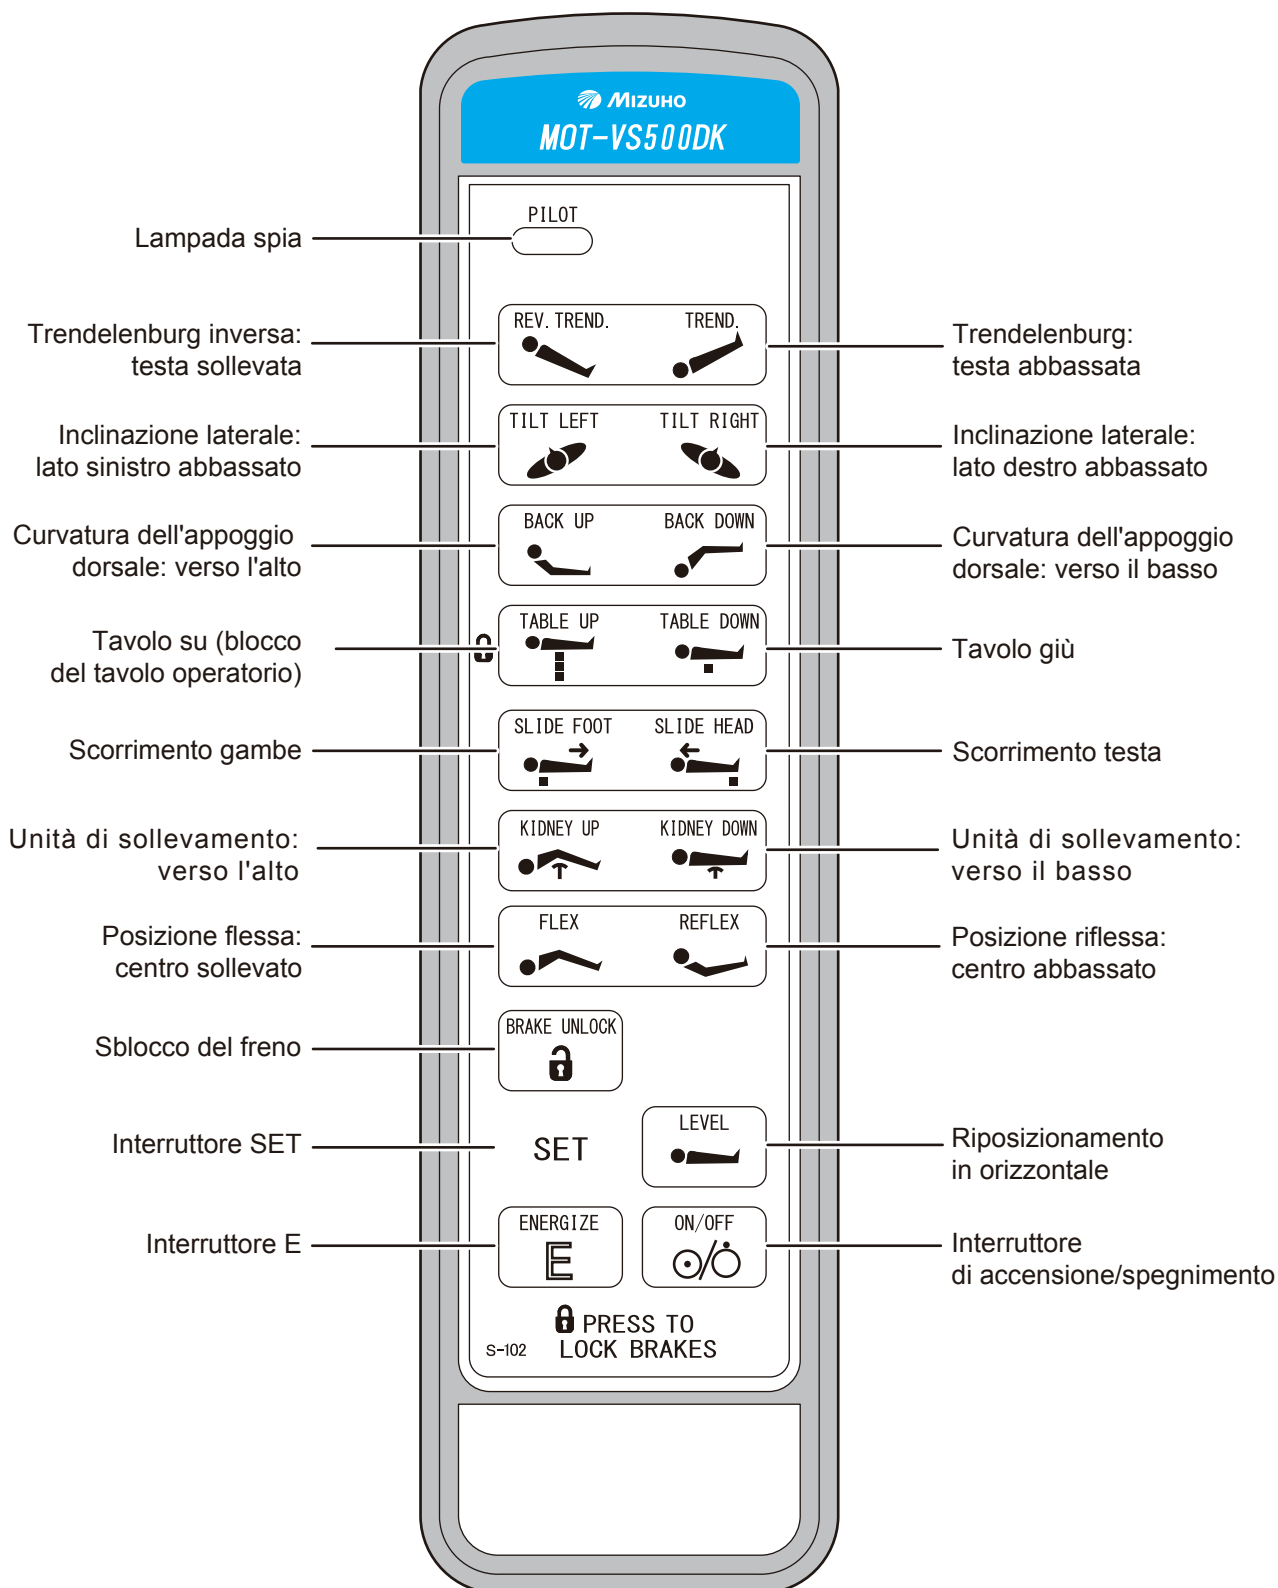 MIZUHO
MOT-VS500DK
PILOT
Lampada spia
Trendelenburg inversa:
testa sollevata
REV. TREND.
TREND.
Trendelenburg:
testa abbassata
Inclinazione laterale:
lato sinistro abbassato
TILT LEFT
TILT RIGHT
Inclinazione laterale:
lato destro abbassato
Curvatura dell'appoggio
dorsale: verso l'alto
BACK UP
BACK DOWN
Curvatura dell'appoggio
dorsale: verso il basso
Tavolo su (blocco
del tavolo operatorio)
TABLE UP
TABLE DOWN
Tavolo giù
Scorrimento gambe
SLIDE FOOT
SLIDE HEAD
Scorrimento testa
Unità di sollevamento:
verso l'alto
KIDNEY UP
KIDNEY DOWN
Unità di sollevamento:
verso il basso
Posizione flessa:
centro sollevato
FLEX
REFLEX
Posizione riflessa:
centro abbassato
Sblocco del freno
BRAKE UNLOCK
Interruttore SET
SET
LEVEL
Riposizionamento
in orizzontale
Interruttore E
ENERGIZE
E
ON/OFF
Interruttore
di accensione/spegnimento
PRESS TO
LOCK BRAKES
S-102